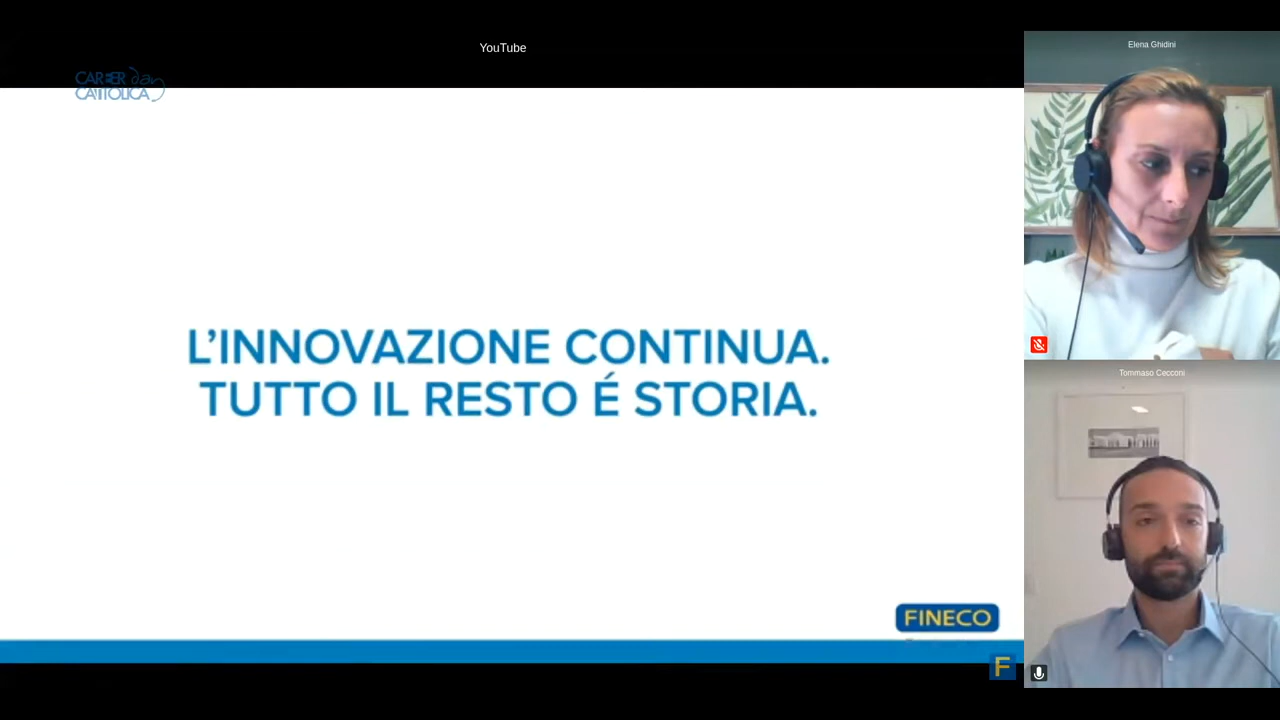 YouTube
CAREER day
CATTOLICA
L'INNOVAZIONE CONTINUA.
TUTTO IL RESTO É STORIA.
FINECO
F
Elena Ghidini
Tommaso Cecconi